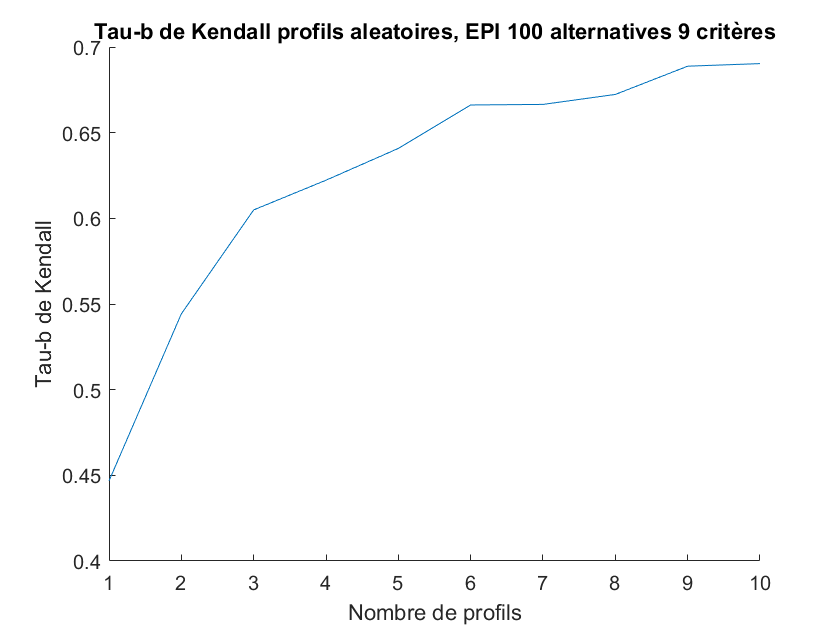 Tau-b de Kendall profils aleatoires, EPI 100 alternatives 9 critères
0.7
0.65
0.6
0.55
0.5
0.45
0.4
Tau-b de Kendall
1 2 3 4 5 6 7 8 9 10
Nombre de profils